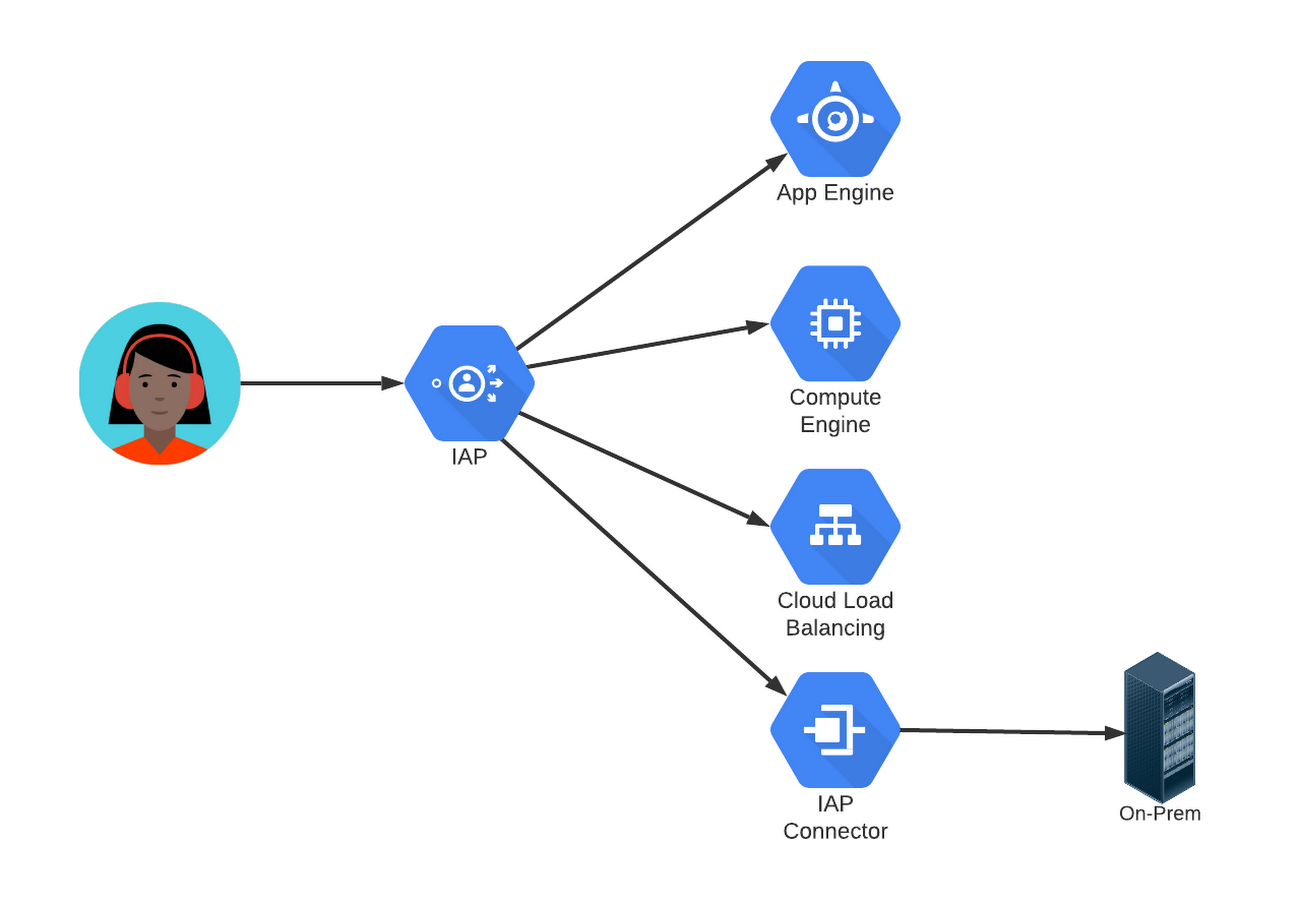 App Engine
Compute
Engine
IAP
Cloud Load
Balancing
IAP
Connector
On-Prem